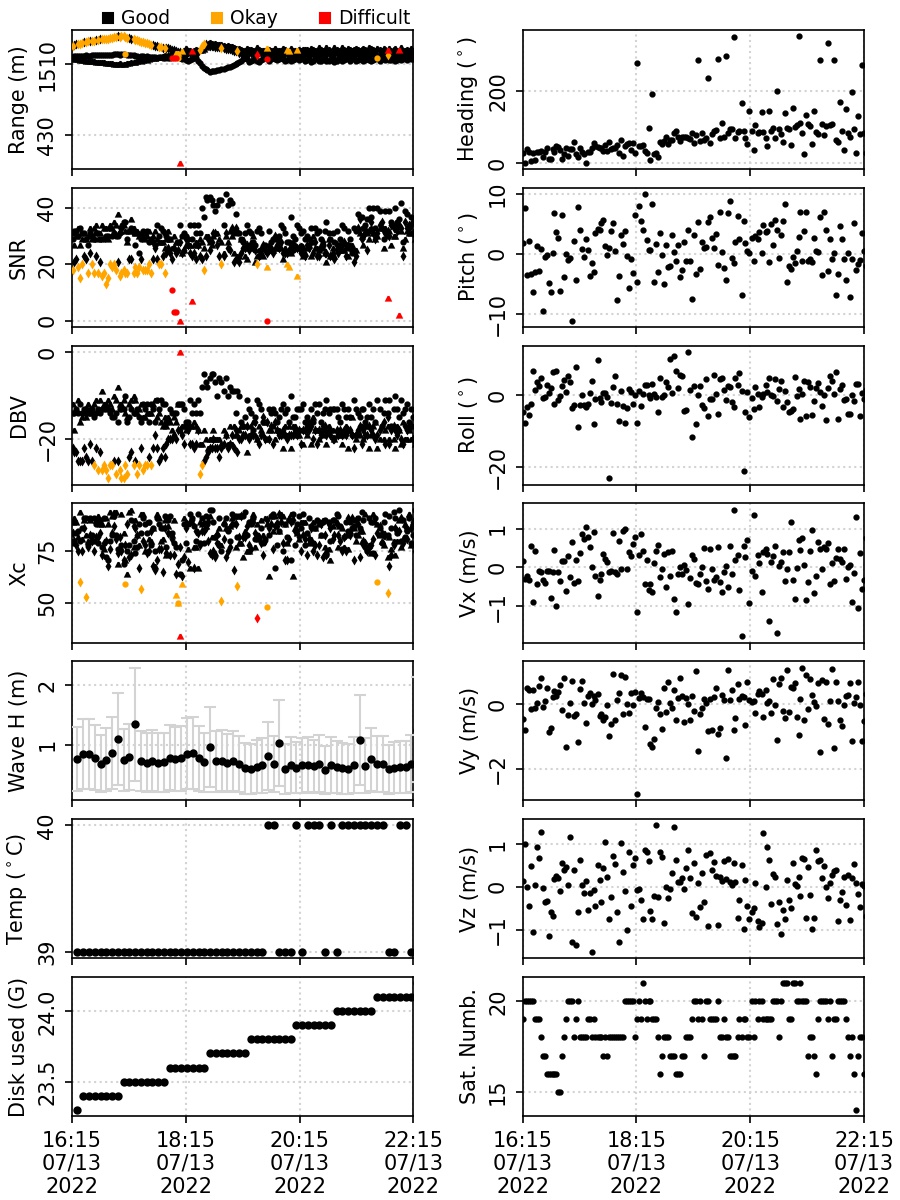 Good Okay Difficult
Range (m)
1510
430
Heading (°)
200
0
SNR
40
20
0
Pitch (°)
10
0
−10
DBV
0
−20
Roll (°)
0
−20
Xc
75
50
Vx (m/s)
1
0
−1
Wave H (m)
2
1
Vy (m/s)
0
−2
Temp (°C)
40
39
Vz (m/s)
1
0
−1
Disk used (G)
24.0
23.5
Sat. Numb.
20
15
16:15 18:15 20:15 22:15
07/13 07/13 07/13 07/13
2022 2022 2022 2022
16:15 18:15 20:15 22:15
07/13 07/13 07/13 07/13
2022 2022 2022 2022